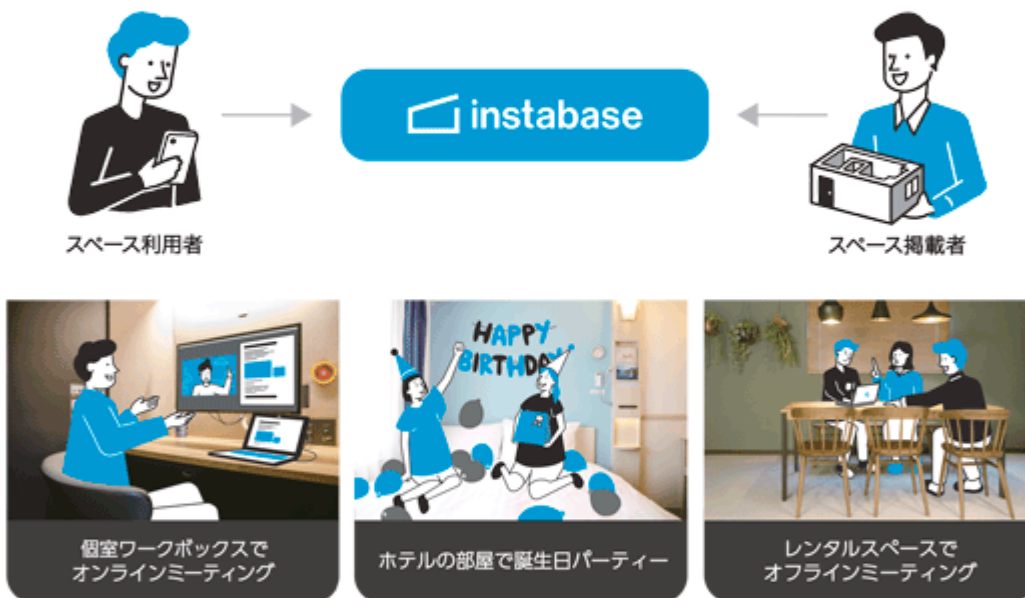 instabase
スペース利用者
スペース掲載者
HAPPY
BIRTHDAY
個室ワークボックスで
オンラインミーティング
ホテルの部屋で誕生日パーティー
レンタルスペースで
オフラインミーティング